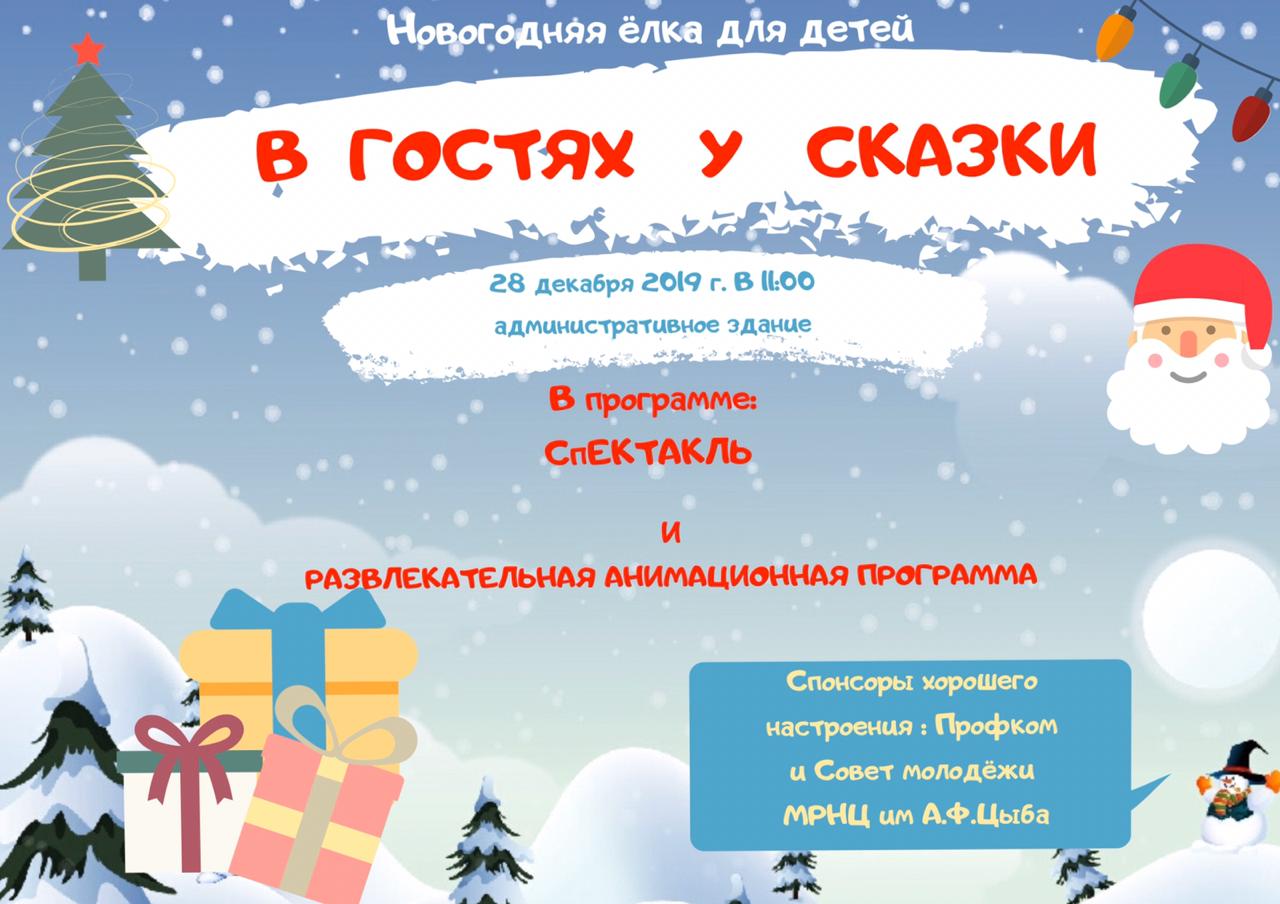 Новогодняя ёлка для детей
В ГОСТЯХ У СКАЗКИ
28 декабря 2019 г. В 11:00
административное здание
В программе:
СпЕКТАКЛЬ
И
РАЗВЛЕКАТЕЛЬНАЯ АНИМАЦИОННАЯ ПРОГРАММА
Спонсоры хорошего
настроения : Профком
и Совет молодёжи
МРНЦ им А.Ф.Цыба